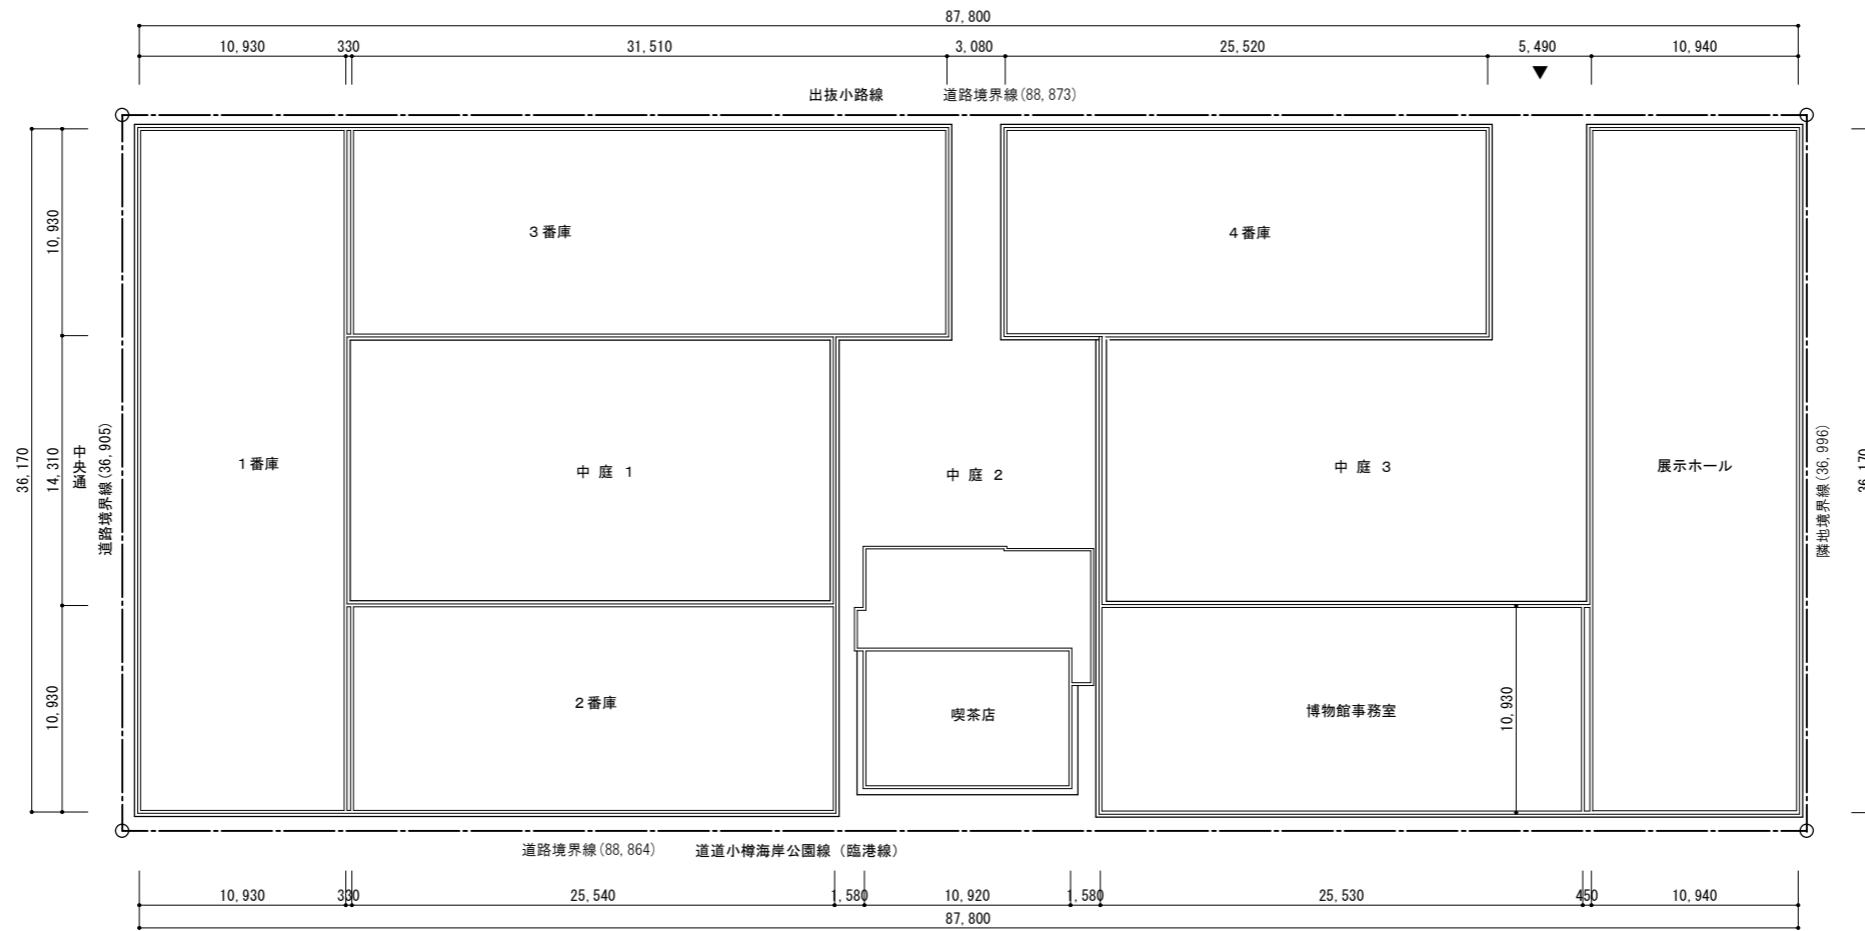 87,800
10,930 330 31,510 3,080 25,520 5,490 10,940
▼
出抜小路線 道路境界線(88,873)
10,930
3番庫
4番庫
36,170
14,310
中央通
道路境界線(36,905)
1番庫
中庭 1
中庭 2
中庭 3
展示ホール
隣地境界線(36,996)
36,170
10,930
2番庫
喫茶店
博物館事務室
10,930
道路境界線(88,864) 道道小樽海岸公園線（臨港線）
10,930 330 25,540 1,580 10,920 1,580 25,530 450 10,940
87,800